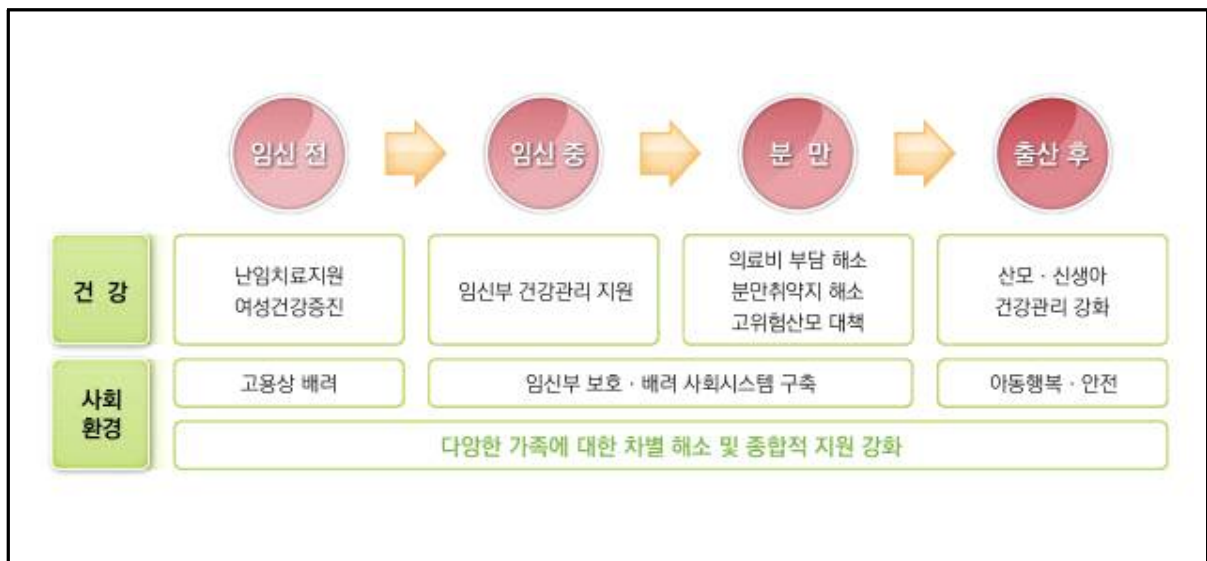 임신 전
임신 중
분 만
출산 후
건 강
난임치료지원
여성건강증진
임신부 건강관리 지원
의료비 부담 해소
분만취약지 해소
고위험산모 대책
산모 · 신생아
건강관리 강화
사회
환경
고용상 배려
임신부 보호 · 배려 사회시스템 구축
아동행복 · 안전
다양한 가족에 대한 차별 해소 및 종합적 지원 강화